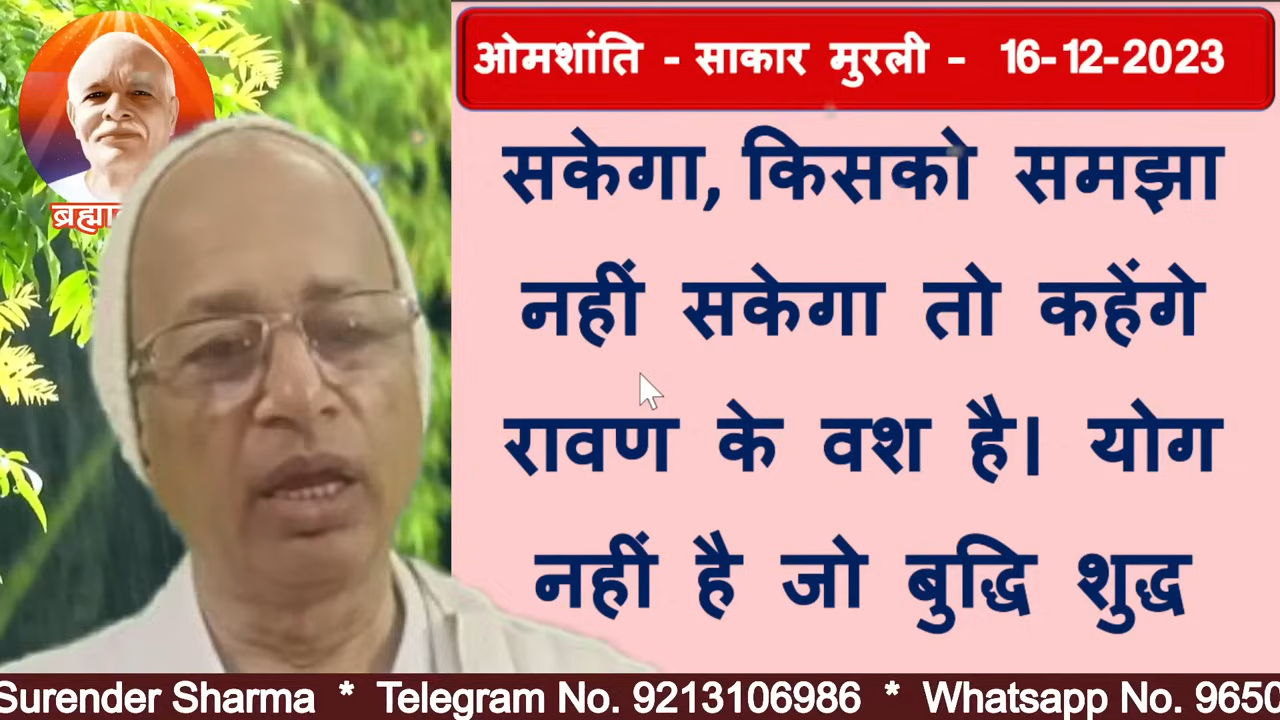 ओमशांति - साकार मुरली - 16-12-2023
सकेगा, किसको समझा
नहीं सकेगा तो कहेंगे
रावण के वश है। योग
नहीं है जो बुद्धि शुद्ध
Surender Sharma * Telegram No. 9213106986 * Whatsapp No. 9650